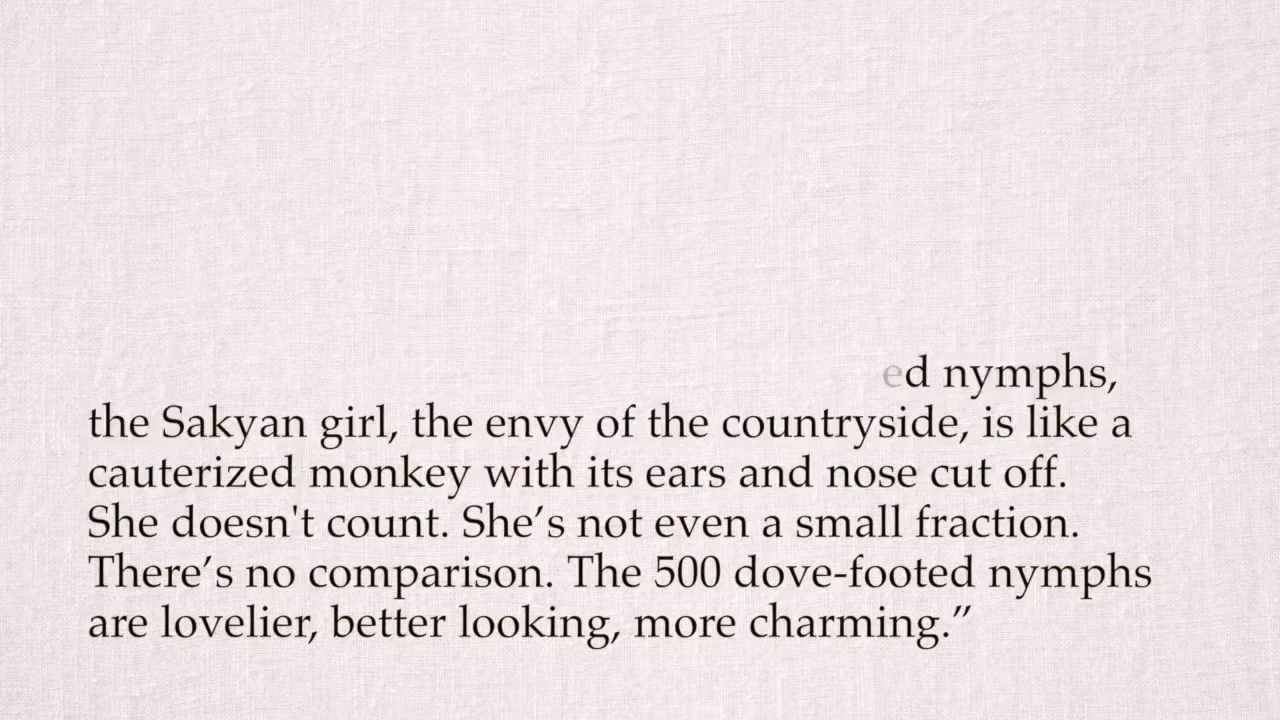 ed nymphs,
the Sakyan girl, the envy of the countryside, is like a
cauterized monkey with its ears and nose cut off.
She doesn't count. She’s not even a small fraction.
There’s no comparison. The 500 dove-footed nymphs
are lovelier, better looking, more charming.”